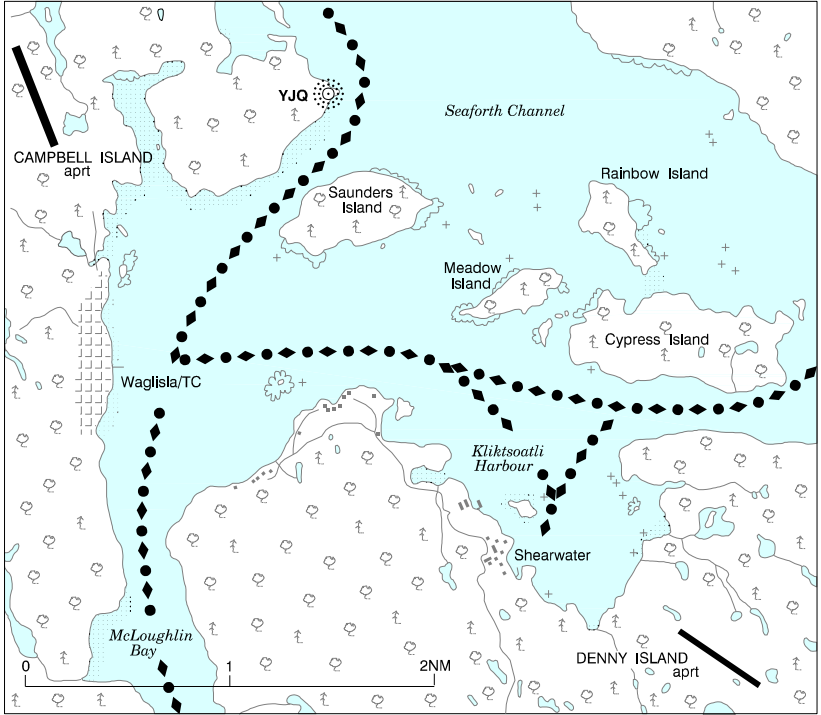 YJQ
Seaforth Channel
CAMPBELL ISLAND
aprt
Rainbow Island
Saunders
Island
Meadow
Island
Cypress Island
Waglisla/TC
Kliktsoatli
Harbour
Shearwater
McLoughlin
Bay
DENNY ISLAND
aprt
0 1 2NM